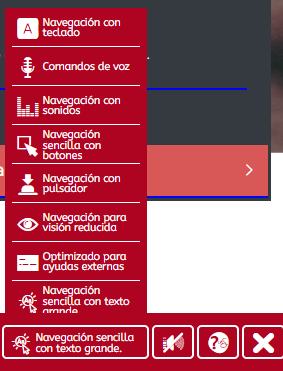 A
Navegación con
teclado
Comandos de voz
Navegación con
sonidos
Navegación
sencilla con
botones
Navegación con
pulsador
Navegación para
visión reducida
Optimizado para
ayudas externas
Navegación
sencilla con texto
grande
Navegación sencilla
con texto grande.